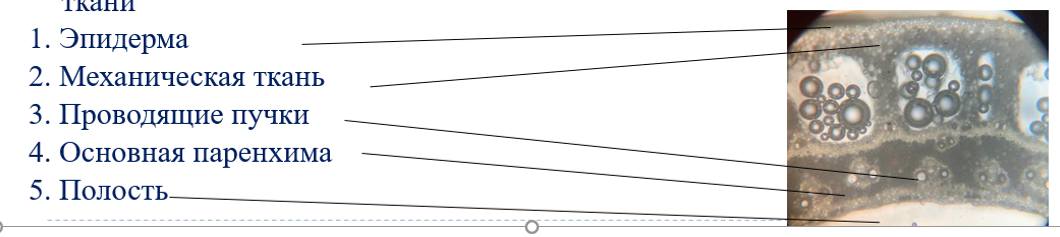 ткани
1. Эпидерма
2. Механическая ткань
3. Проводящие пучки
4. Основная паренхима
5. Полость